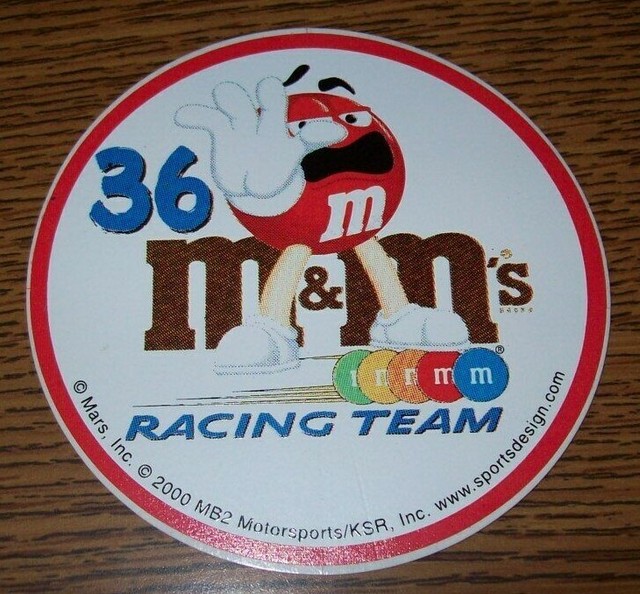 36
m
m&m's
m m m m m ®
RACING TEAM
© Mars, Inc. © 2000 MB2 Motorsports/KSR, Inc. www.sportsdesign.com